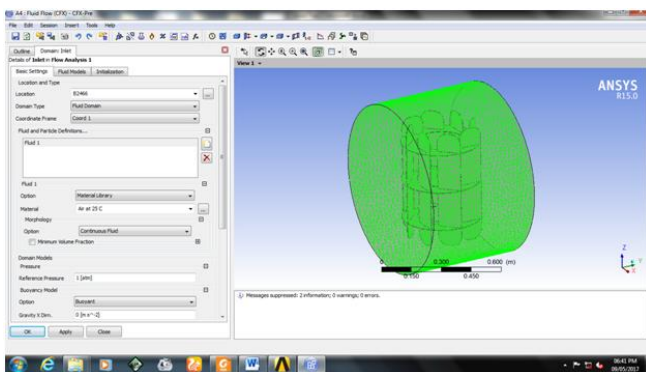 A4 : Fluid Flow (CFX) - CFX-Pre
File Edit Session Insert Tools Help
Outline Domain: Inlet
Details of Inlet in Flow Analysis 1
Basic Settings Fluid Models Initialization
Location and Type
Location B2466
Domain Type Fluid Domain
Coordinate Frame Coord 1
Fluid and Particle Definitions...
Fluid 1
Fluid 1
Option Material Library
Material Air at 25 C
Morphology
Option Continuous Fluid
Minimum Volume Fraction
Domain Models
Pressure
Reference Pressure 1 [atm]
Buoyancy Model
Option Buoyant
Gravity X Dirn. 0 [m s^-2]
OK Apply Close
View 1
ANSYS
R15.0
0 0.300 0.600 (m)
0.150 0.450
Z
Y
X
Messages suppressed: 2 information; 0 warnings; 0 errors.
06:41 PM
09/05/2017